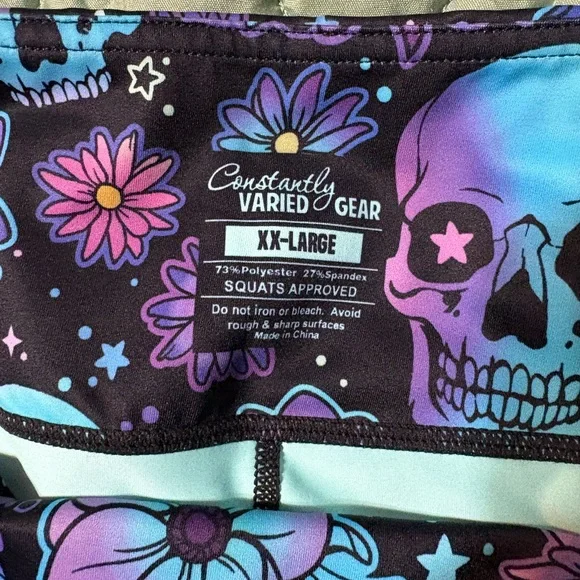 Constantly
VARIED GEAR
XX-LARGE
73%Polyester 27%Spandex
SQUATS APPROVED
Do not iron or bleach. Avoid
rough & sharp surfaces
Made in China